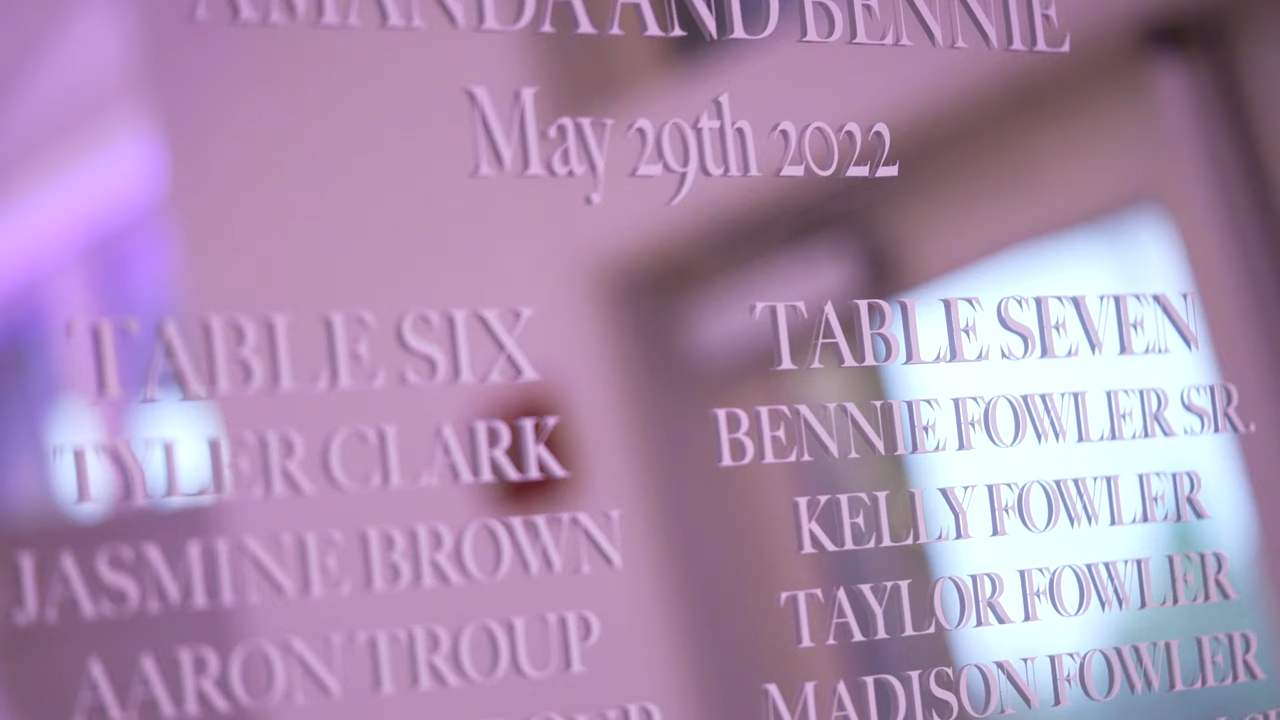 AMANDA AND BENNIE
May 29th 2022
TABLE SIX
TYLER CLARK
JASMINE BROWN
AARON TROUP
TABLE SEVEN
BENNIE FOWLER SR.
KELLY FOWLER
TAYLOR FOWLER
MADISON FOWLER